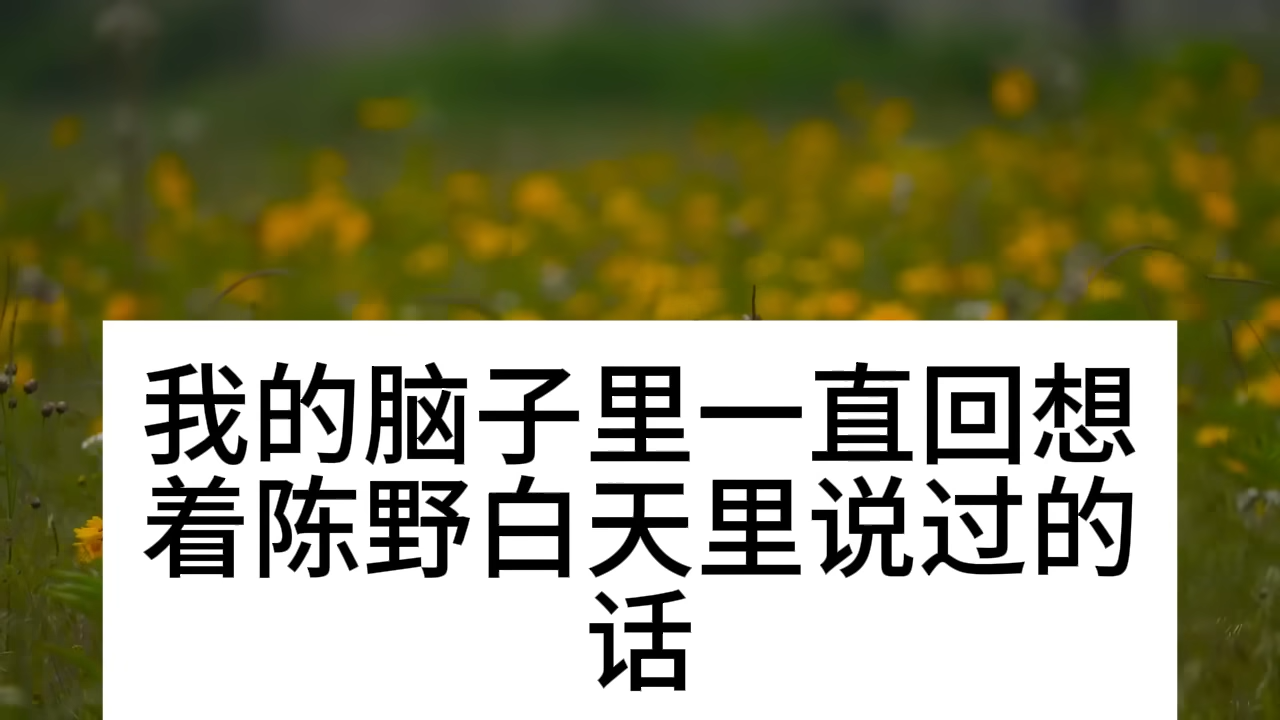 我的脑子里一直回想
着陈野白天里说过的
话